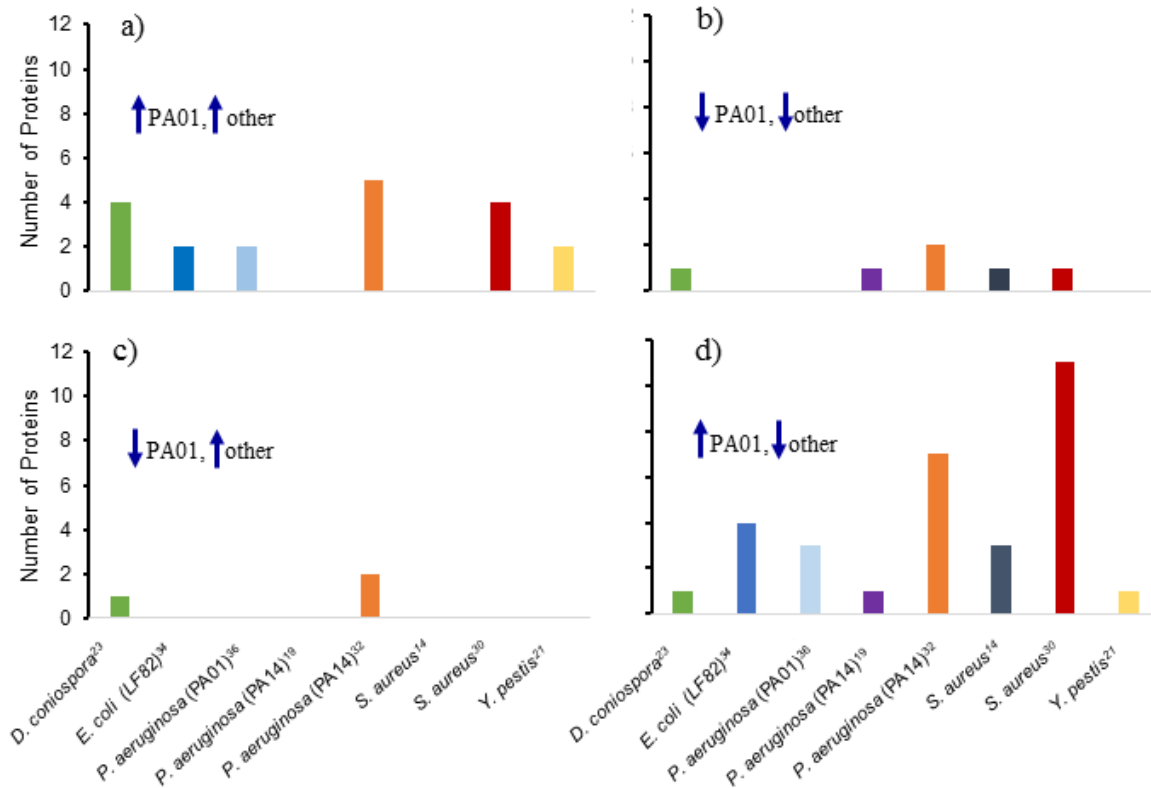 a)
12
10
8
6
4
2
0
Number of Proteins
PA01, other
b)
PA01, other
c)
12
10
8
6
4
2
0
Number of Proteins
PA01, other
d)
PA01, other
D. coniospora²³
E. coli (LF82)³⁴
P. aeruginosa (PA01)³⁶
P. aeruginosa (PA14)¹⁹
P. aeruginosa (PA14)³²
S. aureus¹⁴
S. aureus³⁰
Y. pestis²¹
D. coniospora²³
E. coli (LF82)³⁴
P. aeruginosa (PA01)³⁶
P. aeruginosa (PA14)¹⁹
P. aeruginosa (PA14)³²
S. aureus¹⁴
S. aureus³⁰
Y. pestis²¹